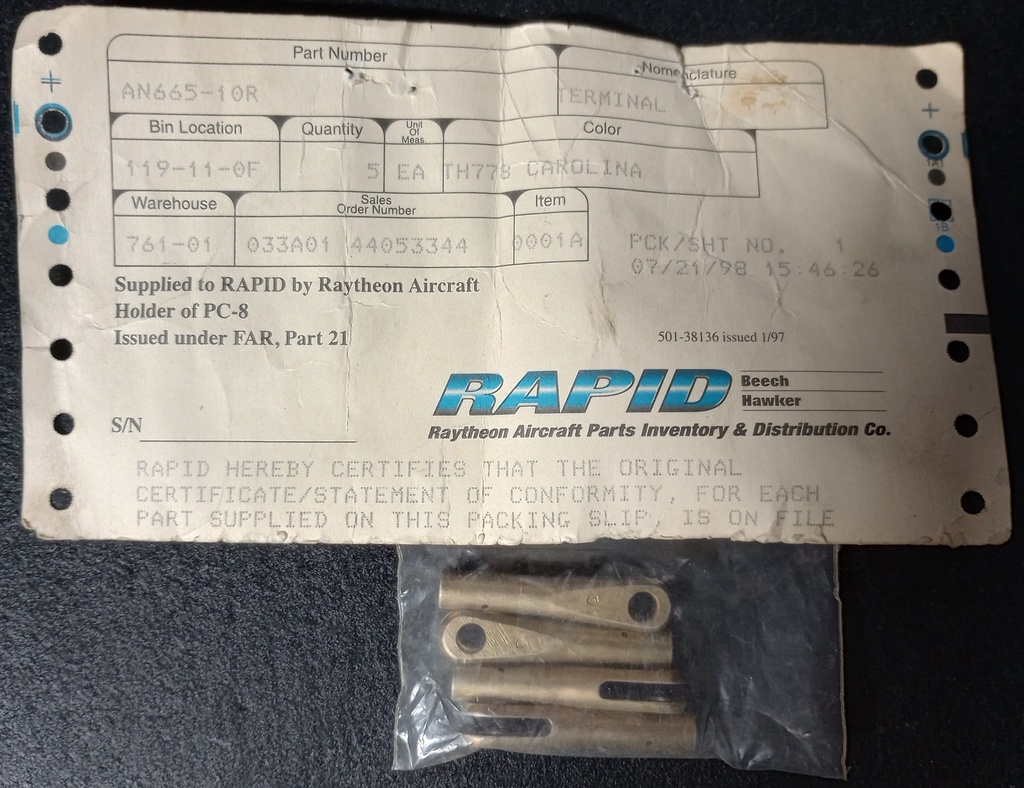 Part Number
Nomenclature
AN665-10R
TERMINAL
Bin Location
Quantity
Unit Of Meas.
Color
119-11-0F
5
EA
TH778 CAROLINA
Warehouse
Sales Order Number
Item
761-01
033A01 44053344
0001A
PCK/SHT NO. 1
07/21/98 15:46:26
Supplied to RAPID by Raytheon Aircraft
Holder of PC-8
Issued under FAR, Part 21
501-38136 issued 1/97
RAPID
Beech
Hawker
Raytheon Aircraft Parts Inventory & Distribution Co.
S/N
RAPID HEREBY CERTIFIES THAT THE ORIGINAL
CERTIFICATE/STATEMENT OF CONFORMITY, FOR EACH
PART SUPPLIED ON THIS PACKING SLIP, IS ON FILE